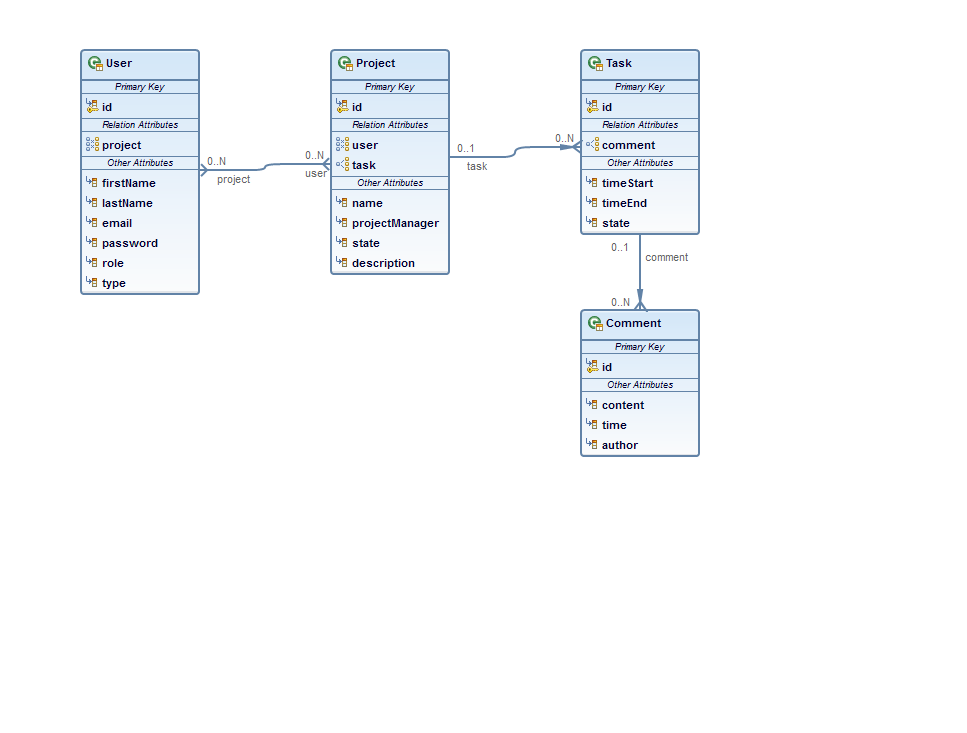 User
Primary Key
id
Relation Attributes
project
Other Attributes
firstName
lastName
email
password
role
type
0..N
project
0..N
user
Project
Primary Key
id
Relation Attributes
user
task
Other Attributes
name
projectManager
state
description
0..1
task
0..N
Task
Primary Key
id
Relation Attributes
comment
Other Attributes
timeStart
timeEnd
state
0..1
comment
0..N
Comment
Primary Key
id
Other Attributes
content
time
author